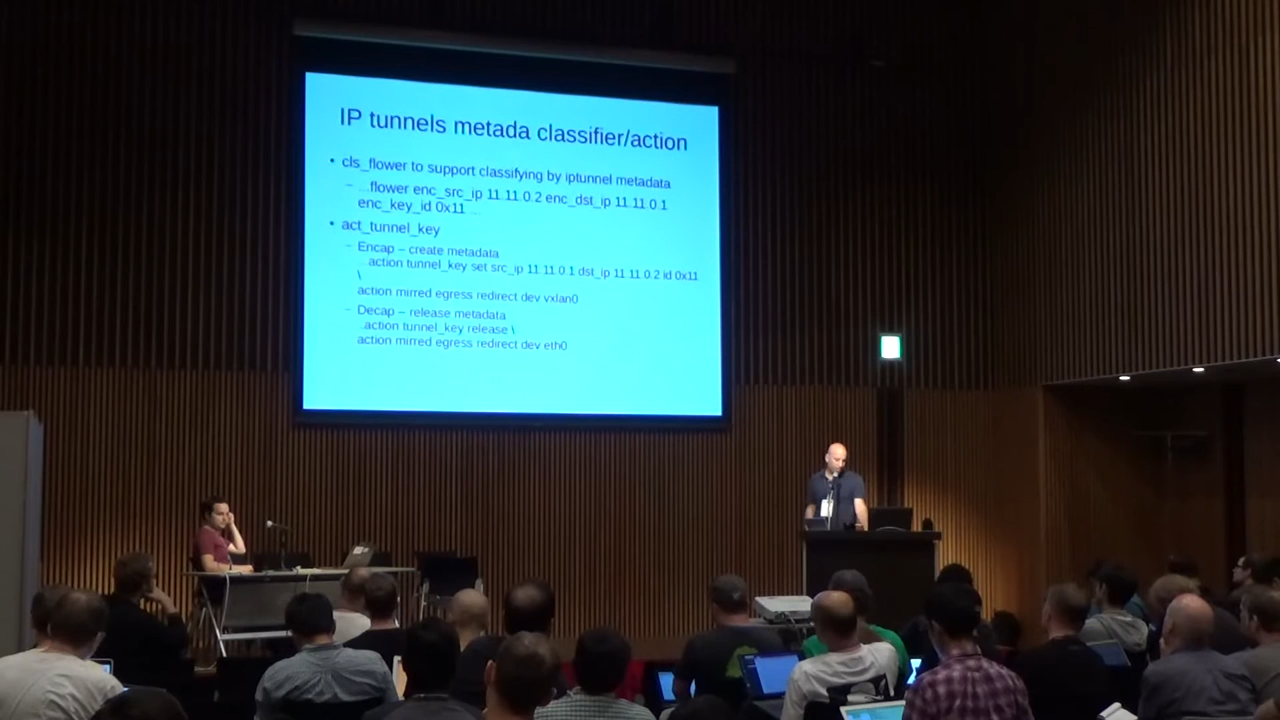 IP tunnels metada classifier/action
• cls_flower to support classifying by iptunnel metadata
– ...flower enc_src_ip 11.11.0.2 enc_dst_ip 11.11.0.1
enc_key_id 0x11 ...
• act_tunnel_key
– Encap – create metadata
...action tunnel_key set src_ip 11.11.0.1 dst_ip 11.11.0.2 id 0x11
\
action mirred egress redirect dev vxlan0
– Decap – release metadata
...action tunnel_key release \
action mirred egress redirect dev eth0